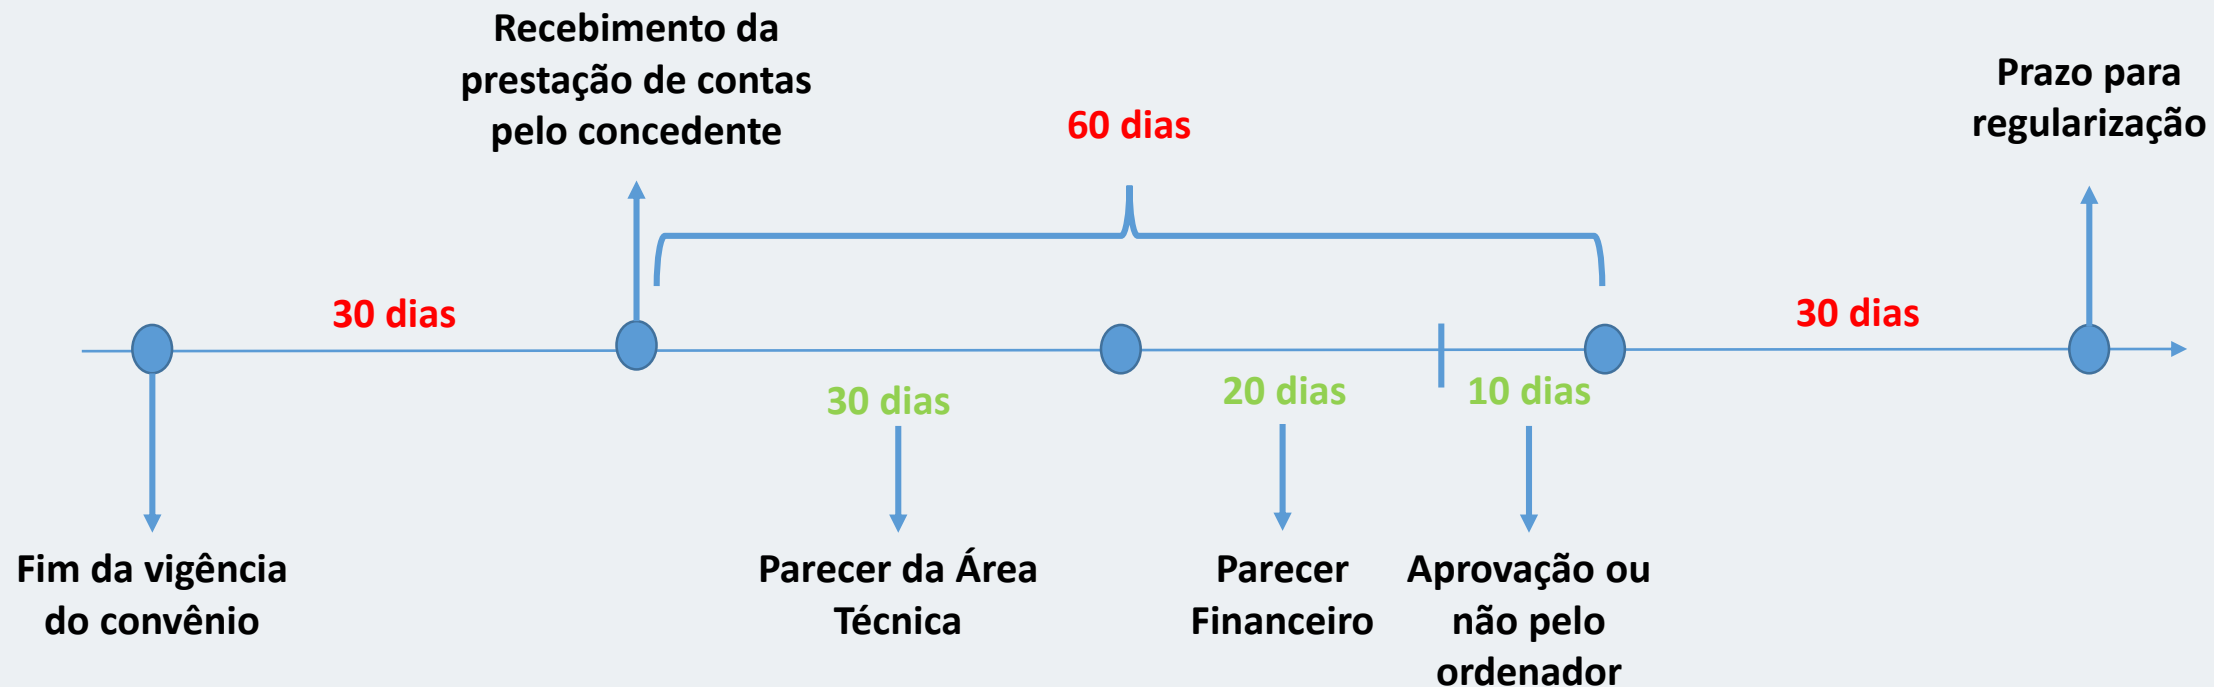 Recebimento da
prestação de contas
pelo concedente
60 dias
Prazo para
regularização
30 dias
30 dias
30 dias
20 dias
10 dias
Fim da vigência
do convênio
Parecer da Área
Técnica
Parecer
Financeiro
Aprovação ou
não pelo
ordenador